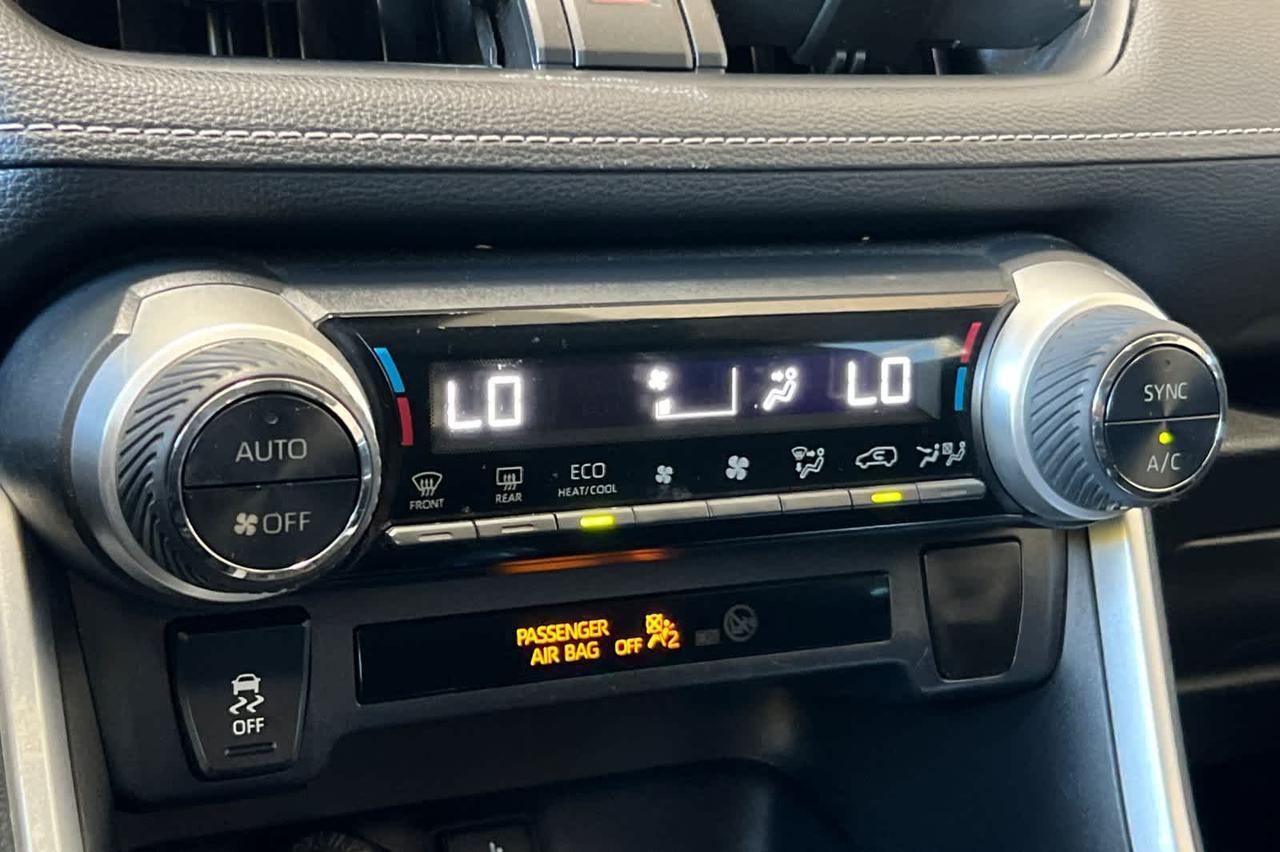 LO
LO
AUTO
OFF
FRONT
REAR
ECO
HEAT/COOL
SYNC
A/C
PASSENGER
AIR BAG OFF 2
OFF